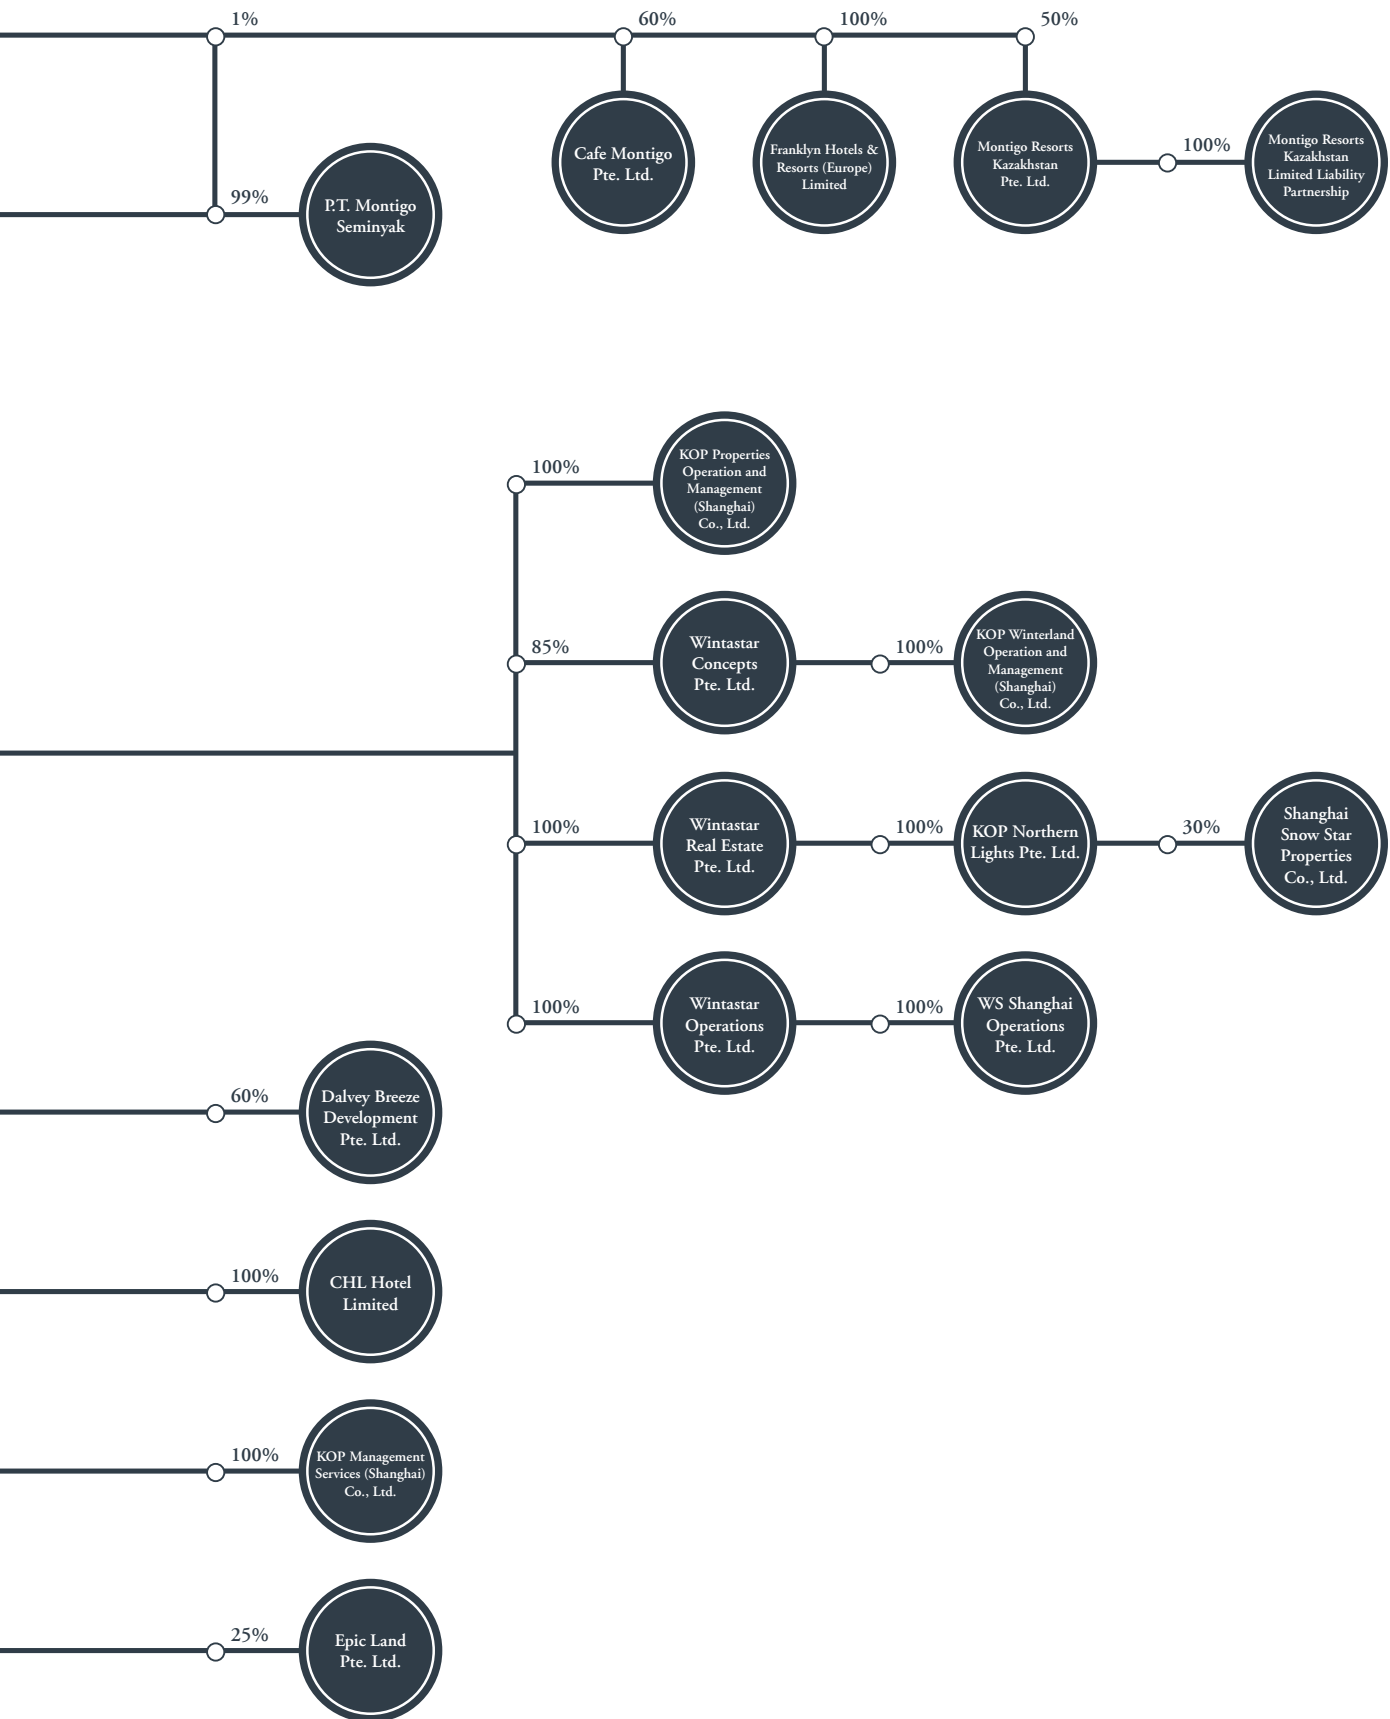 1%
60%
100%
50%
Cafe Montigo
Pte. Ltd.
Franklyn Hotels &
Resorts (Europe)
Limited
Montigo Resorts
Kazakhstan
Pte. Ltd.
100%
Montigo Resorts
Kazakhstan
Limited Liability
Partnership
99%
P.T. Montigo
Seminyak
100%
KOP Properties
Operation and
Management
(Shanghai)
Co., Ltd.
85%
Wintastar
Concepts
Pte. Ltd.
100%
KOP Winterland
Operation and
Management
(Shanghai)
Co., Ltd.
100%
Wintastar
Real Estate
Pte. Ltd.
100%
KOP Northern
Lights Pte. Ltd.
30%
Shanghai
Snow Star
Properties
Co., Ltd.
100%
Wintastar
Operations
Pte. Ltd.
100%
WS Shanghai
Operations
Pte. Ltd.
60%
Dalvey Breeze
Development
Pte. Ltd.
100%
CHL Hotel
Limited
100%
KOP Management
Services (Shanghai)
Co., Ltd.
25%
Epic Land
Pte. Ltd.